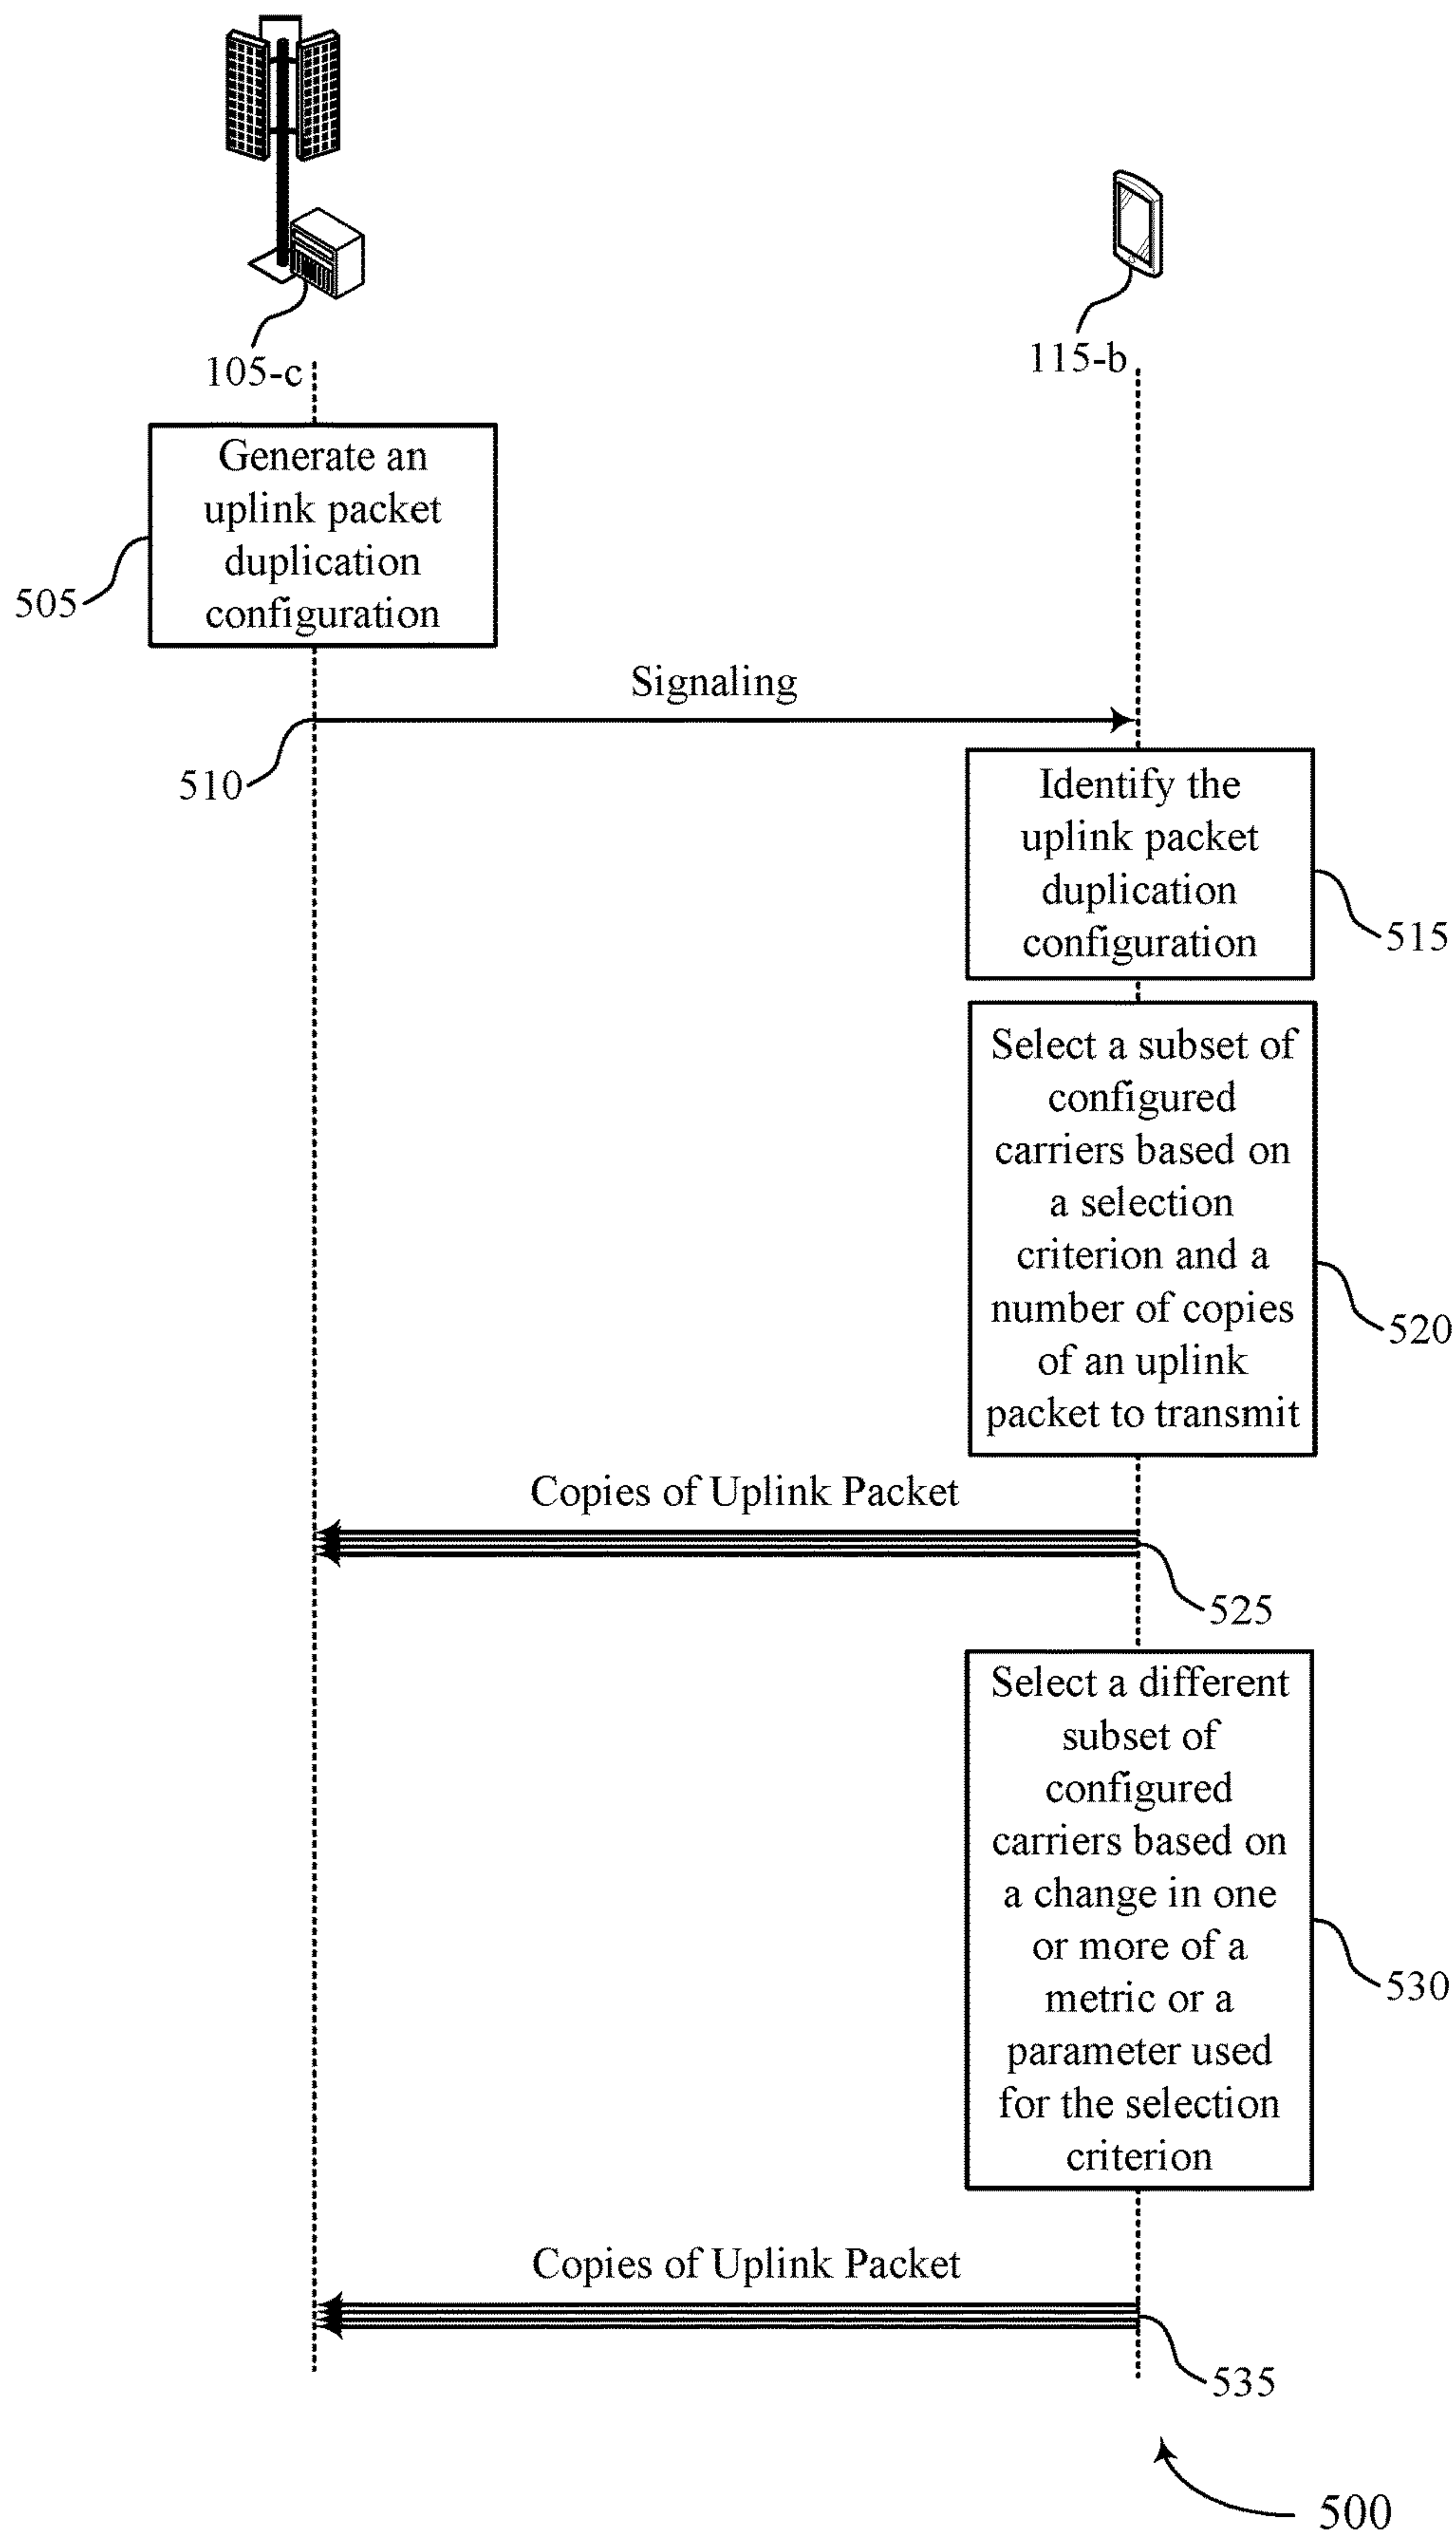 105-c
115-b
Generate an
uplink packet
duplication
configuration
505
Signaling
510
Identify the
uplink packet
duplication
configuration
515
Select a subset of
configured
carriers based on
a selection
criterion and a
number of copies
of an uplink
packet to transmit
520
Copies of Uplink Packet
525
Select a different
subset of
configured
carriers based on
a change in one
or more of a
metric or a
parameter used
for the selection
criterion
530
Copies of Uplink Packet
535
500